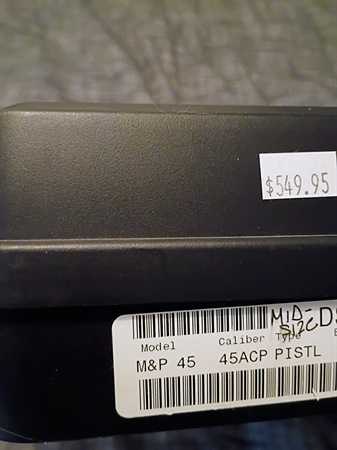 $549.95
MID-
SIZE
Model Caliber Type
M&P 45 45ACP PISTL